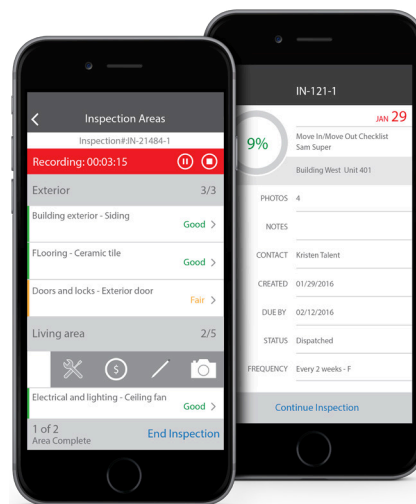 Inspection Areas
Inspection#:IN-21484-1
Recording: 00:03:15
Exterior 3/3
Building exterior - Siding
Good >
FLooring - Ceramic tile
Good >
Doors and locks - Exterior door
Fair >
Living area 2/5
$
Electrical and lighting - Ceiling fan
Good >
1 of 2
Area Complete
End Inspection
IN-121-1
JAN 29
9%
Move In/Move Out Checklist
Sam Super
Building West Unit 401
PHOTOS 4
NOTES
CONTACT Kristen Talent
CREATED 01/29/2016
DUE BY 02/12/2016
STATUS Dispatched
FREQUENCY Every 2 weeks - F
Continue Inspection